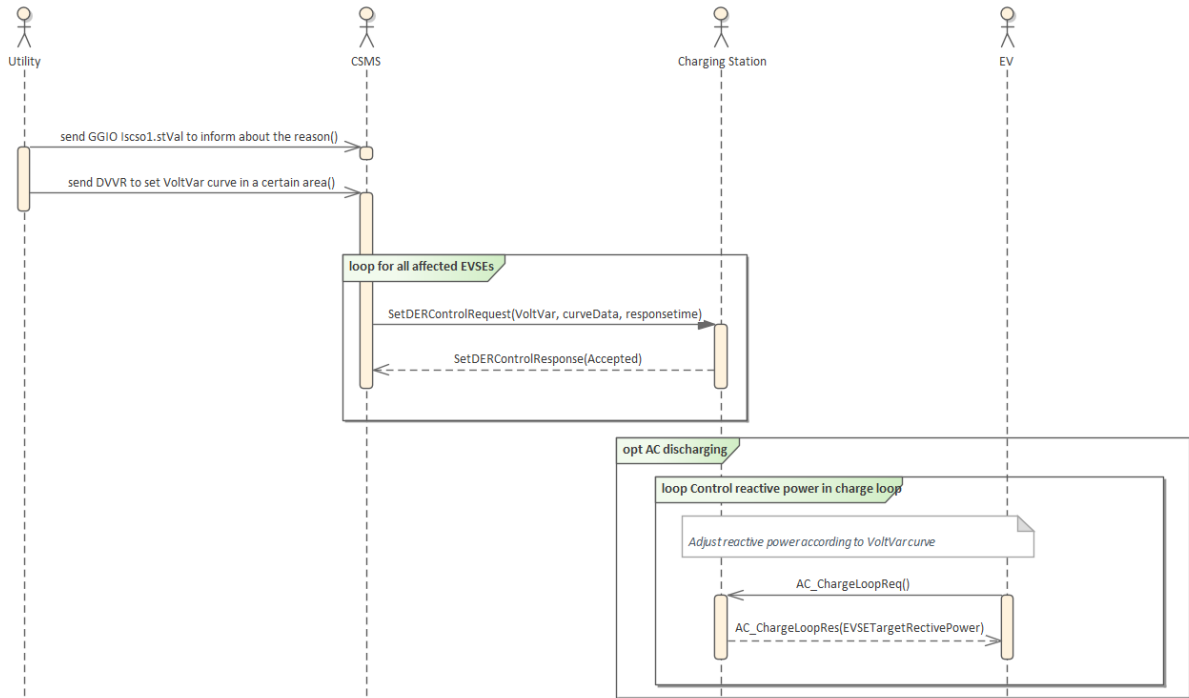 Utility
CSMS
Charging Station
EV
send GGIO Iscso1.stVal to inform about the reason()
send DVVR to set VoltVar curve in a certain area()
loop for all affected EVSEs
SetDERControlRequest(VoltVar, curveData, responsetime)
SetDERControlResponse(Accepted)
opt AC discharging
loop Control reactive power in charge loop
Adjust reactive power according to VoltVar curve
AC_ChargeLoopReq()
AC_ChargeLoopRes(EVSETargetRectivePower)